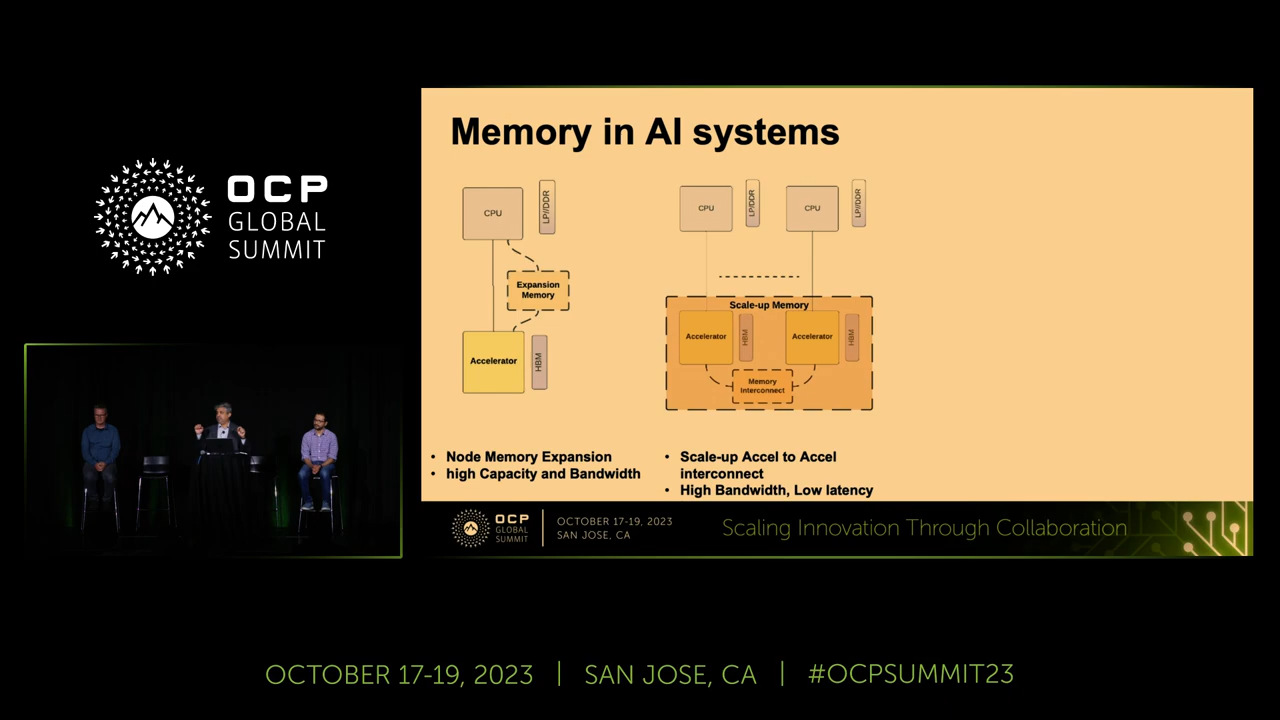 OCP
GLOBAL
SUMMIT
Memory in AI systems
CPU
LP//DDR
Expansion
Memory
Accelerator
HBM
CPU
LP/DDR
CPU
LP//DDR
Scale-up Memory
Accelerator
HBM
Accelerator
HBM
Memory
Interconnect
• Node Memory Expansion
• high Capacity and Bandwidth
• Scale-up Accel to Accel
interconnect
• High Bandwidth, Low latency
OCP
GLOBAL
SUMMIT
OCTOBER 17-19, 2023
SAN JOSE, CA
Scaling Innovation Through Collaboration
OCTOBER 17-19, 2023 | SAN JOSE, CA | #OCPSUMMIT23